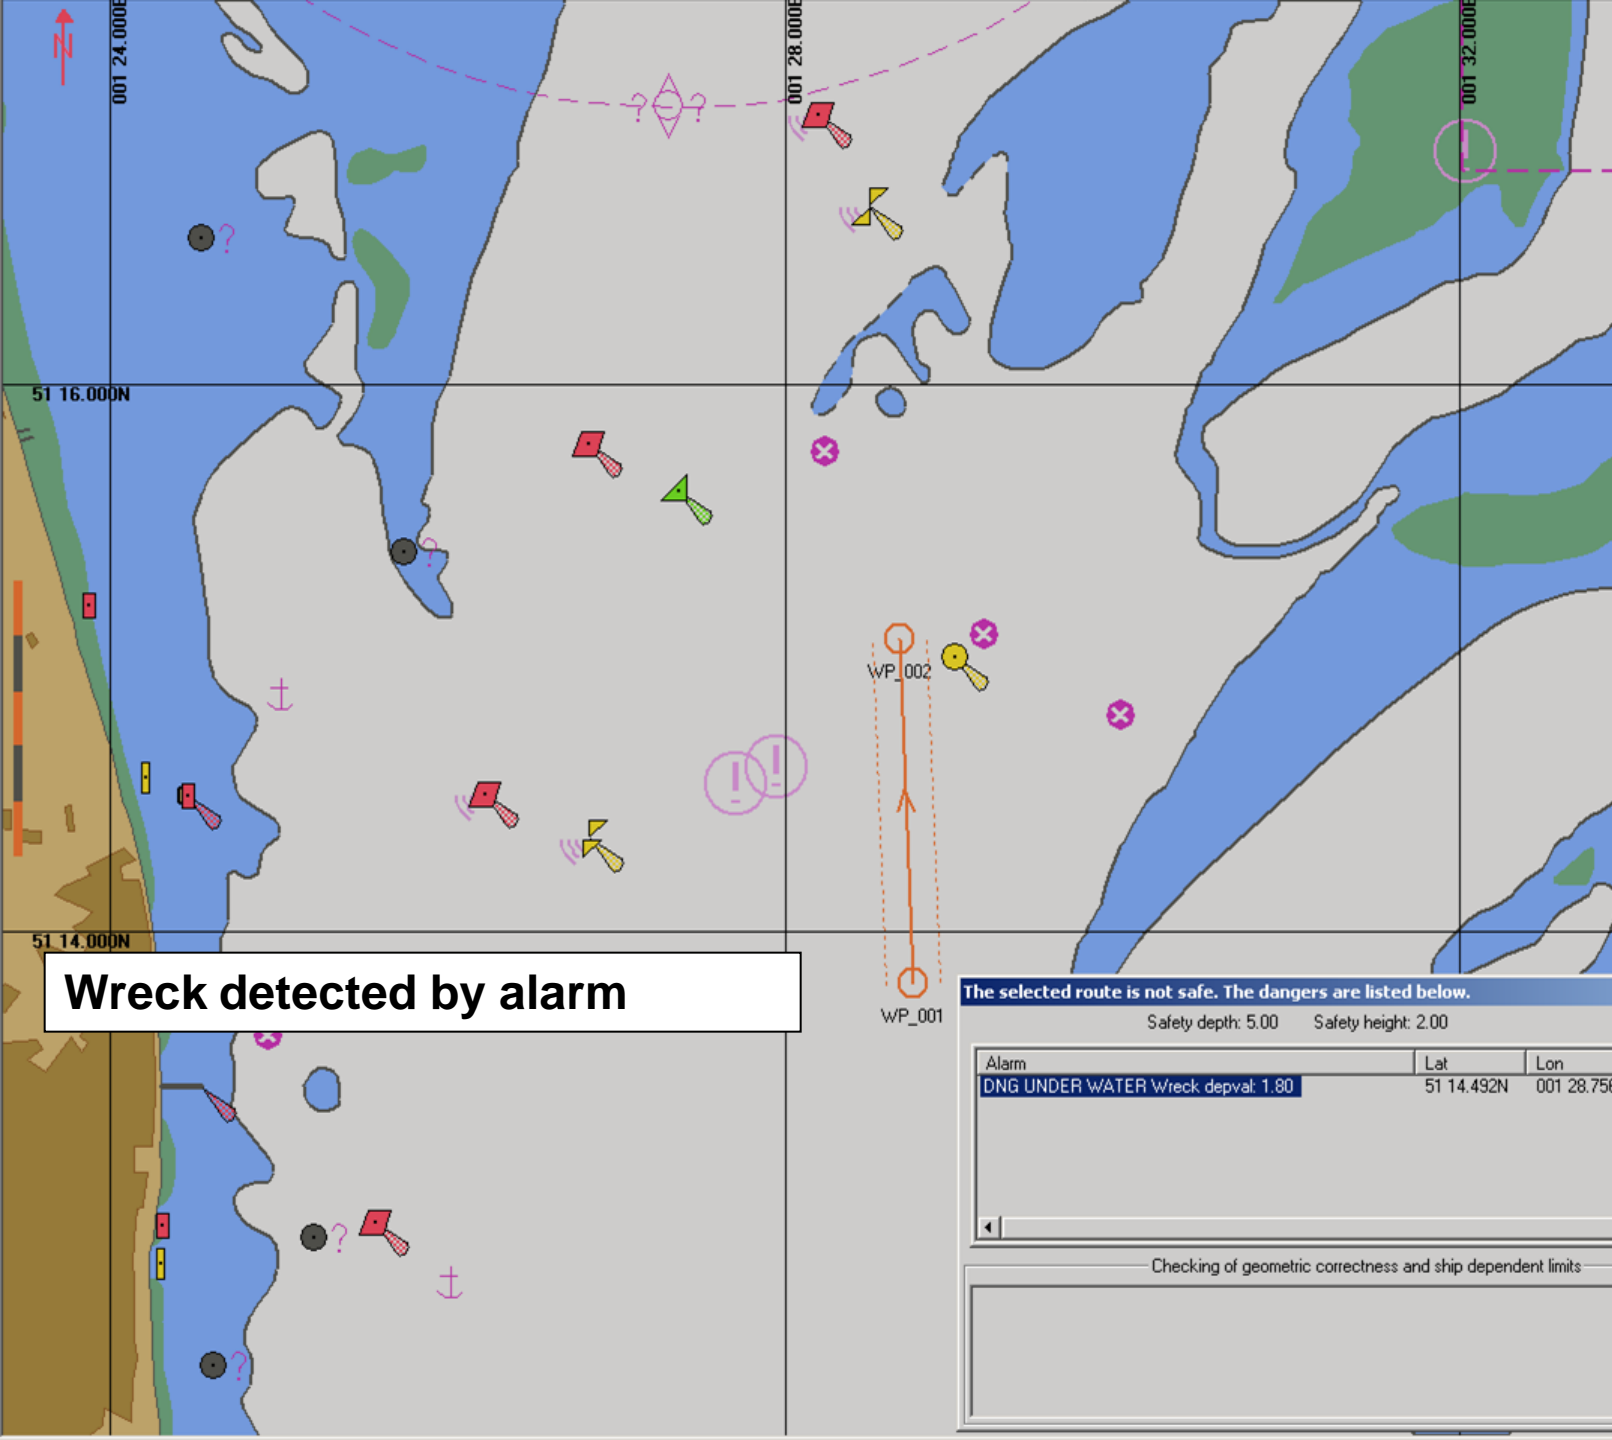 001 24.000E
001 28.000E
001 32.000E
N
? ?
?
51 16.000N
?
WP_002
51 14.000N
Wreck detected by alarm
WP_001
The selected route is not safe. The dangers are listed below.
Safety depth: 5.00 Safety height: 2.00
Alarm Lat Lon
DNG UNDER WATER Wreck depval: 1.80 51 14.492N 001 28.756
?
Checking of geometric correctness and ship dependent limits
?